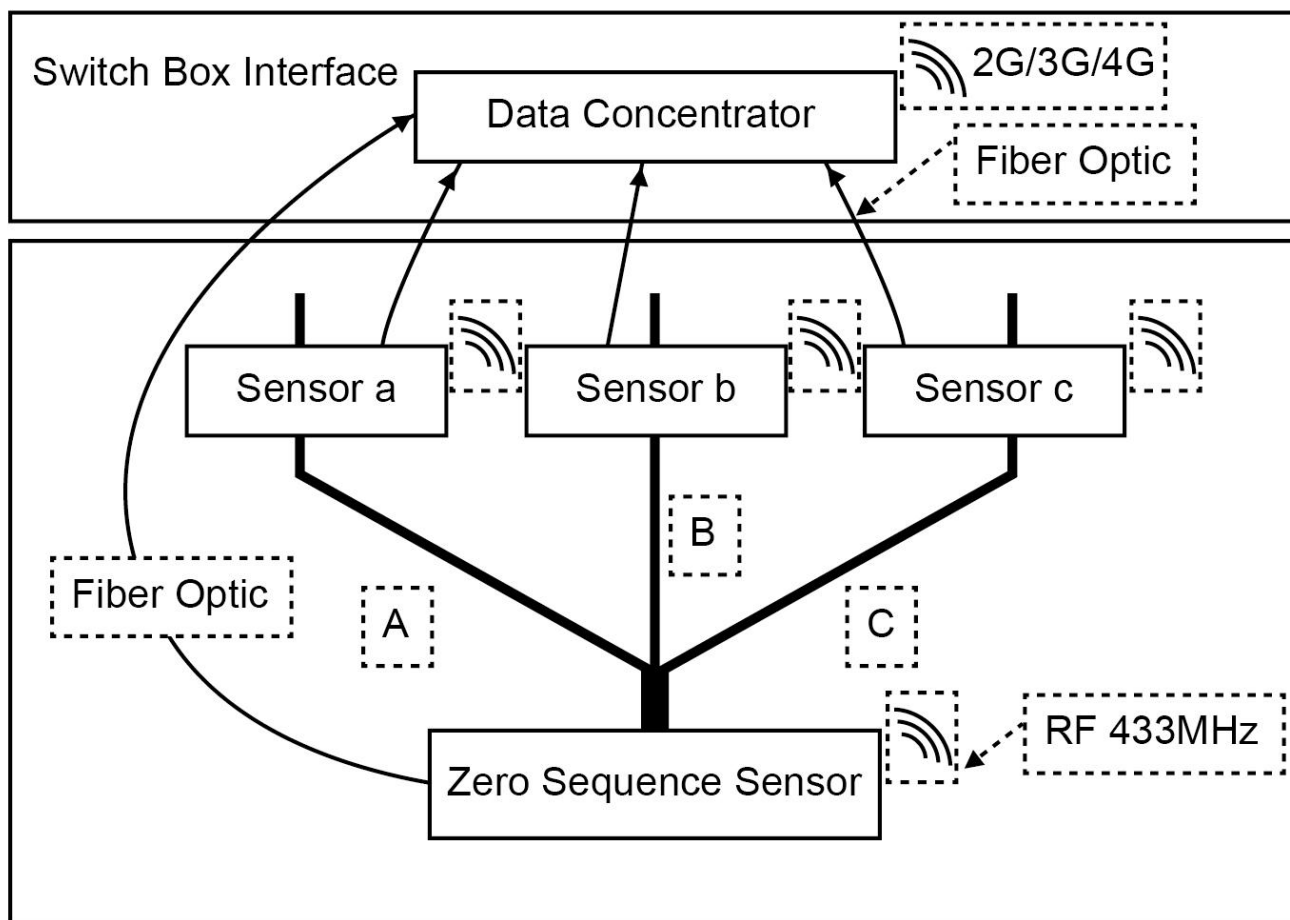 Switch Box Interface
2G/3G/4G
Data Concentrator
Fiber Optic
Sensor a
Sensor b
Sensor c
B
Fiber Optic
A
C
RF 433MHz
Zero Sequence Sensor